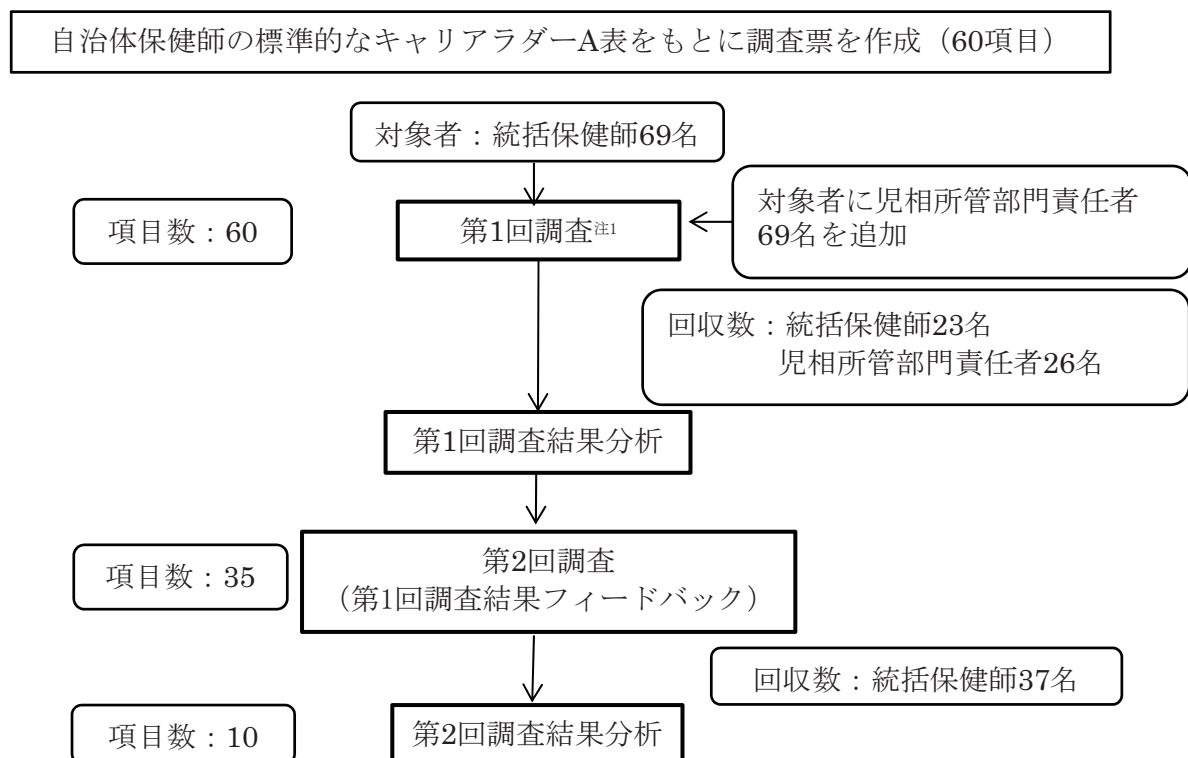 自治体保健師の標準的なキャリアラダーA表をもとに調査票を作成（60項目）
対象者：統括保健師69名
項目数：60
第1回調査注1
対象者に児相所管部門責任者
69名を追加
回収数：統括保健師23名
児相所管部門責任者26名
第1回調査結果分析
項目数：35
第2回調査
（第1回調査結果フィードバック）
回収数：統括保健師37名
項目数：10
第2回調査結果分析